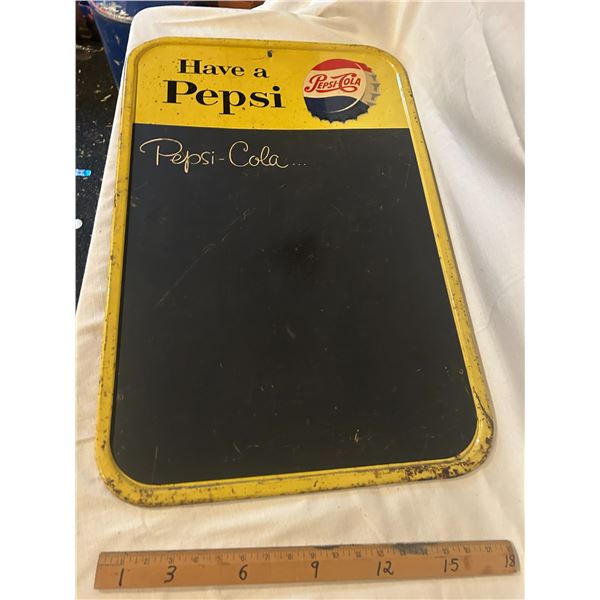 Have a
Pepsi
PEPSI-COLA
Pepsi-Cola...
1 3 6 9 12 15 18